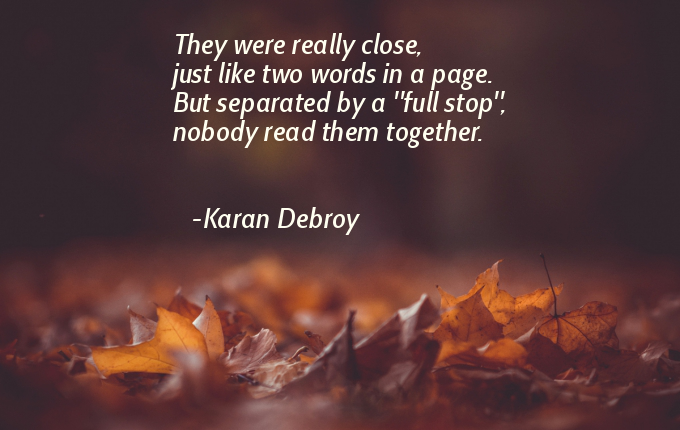 They were really close,
just like two words in a page.
But separated by a "full stop",
nobody read them together.
-Karan Debroy